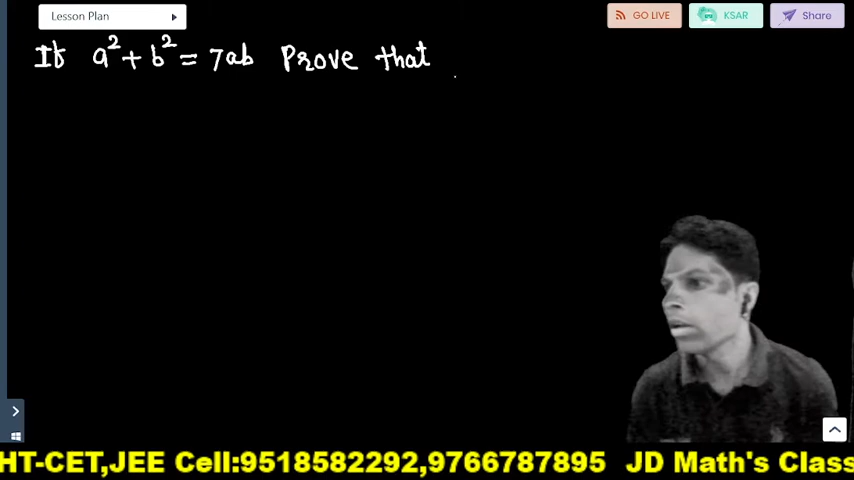 Lesson Plan
GO LIVE
KSAR
Share
If a² + b² = 7ab Prove that
HT-CET,JEE Cell:9518582292,9766787895 JD Math's Class